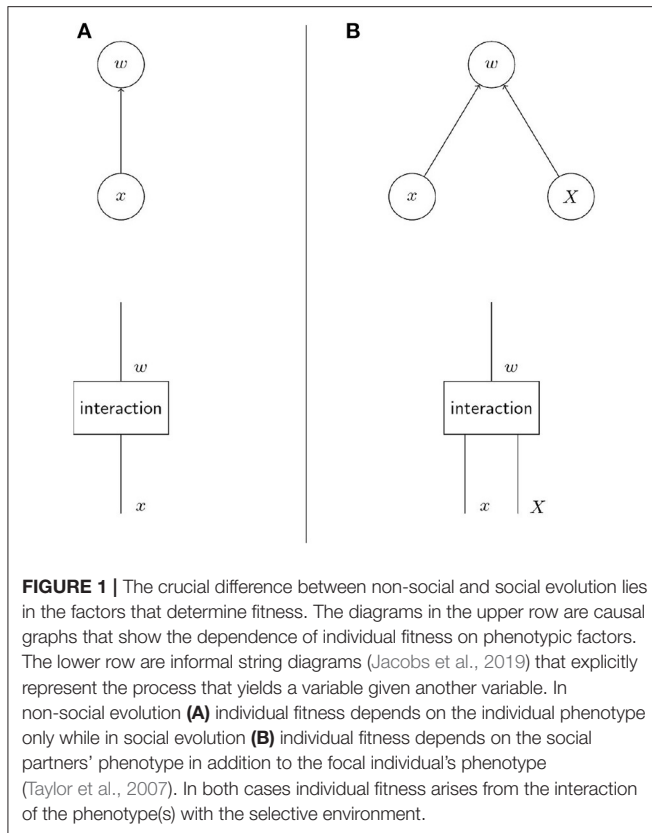 A
B
w
w
x
x
X
w
w
interaction
interaction
x
x
X
FIGURE 1 | The crucial difference between non-social and social evolution lies
in the factors that determine fitness. The diagrams in the upper row are causal
graphs that show the dependence of individual fitness on phenotypic factors.
The lower row are informal string diagrams (Jacobs et al., 2019) that explicitly
represent the process that yields a variable given another variable. In
non-social evolution (A) individual fitness depends on the individual phenotype
only while in social evolution (B) individual fitness depends on the social
partners' phenotype in addition to the focal individual's phenotype
(Taylor et al., 2007). In both cases individual fitness arises from the interaction
of the phenotype(s) with the selective environment.